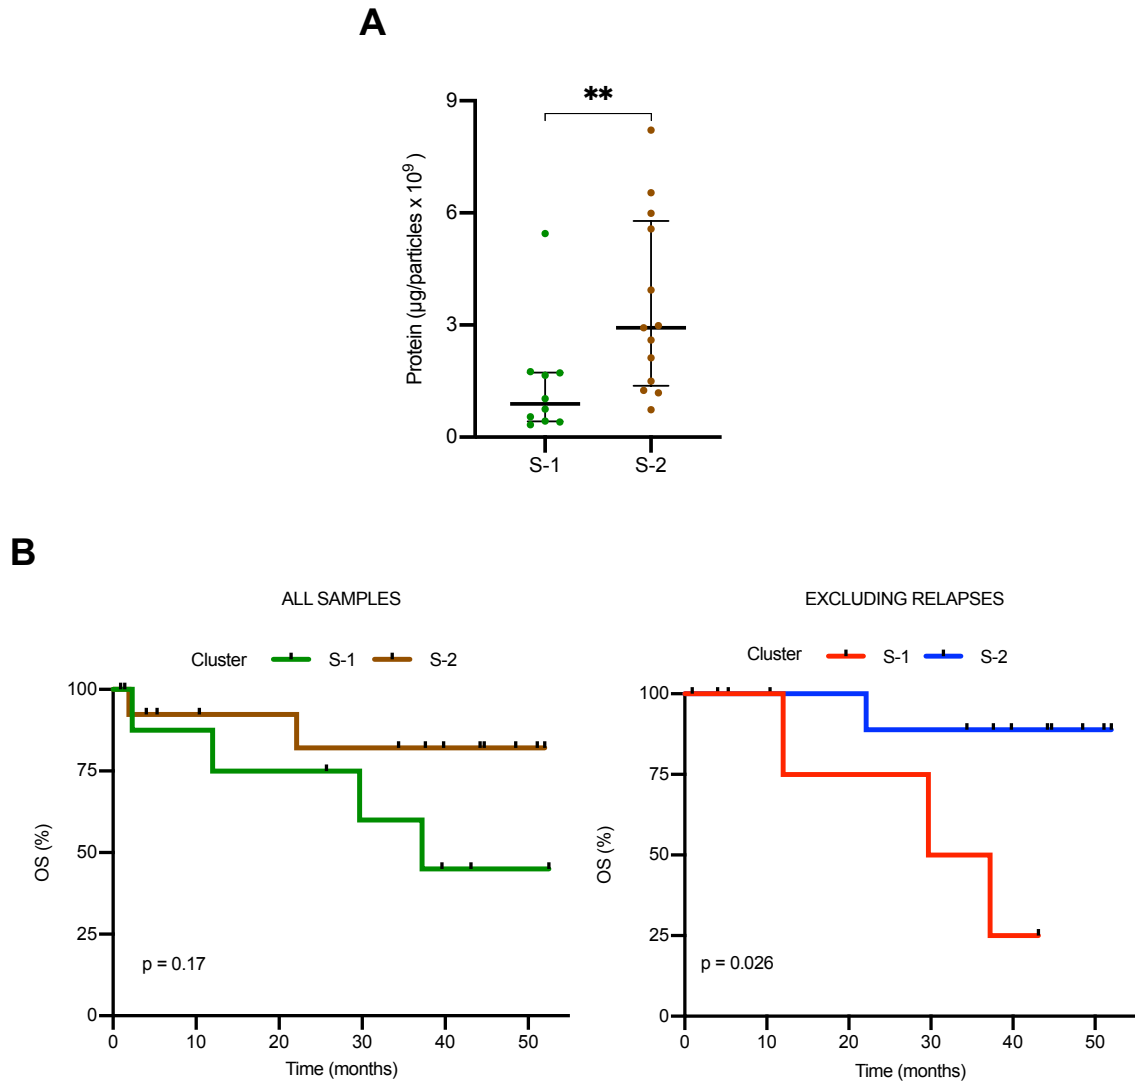 A
**
9
6
3
0
Protein (µg/particles x 10⁹ )
S-1 S-2
B
ALL SAMPLES
Cluster S-1 S-2
100
75
50
25
0
OS (%)
p = 0.17
0 10 20 30 40 50
Time (months)
EXCLUDING RELAPSES
Cluster S-1 S-2
100
75
50
25
0
OS (%)
p = 0.026
0 10 20 30 40 50
Time (months)